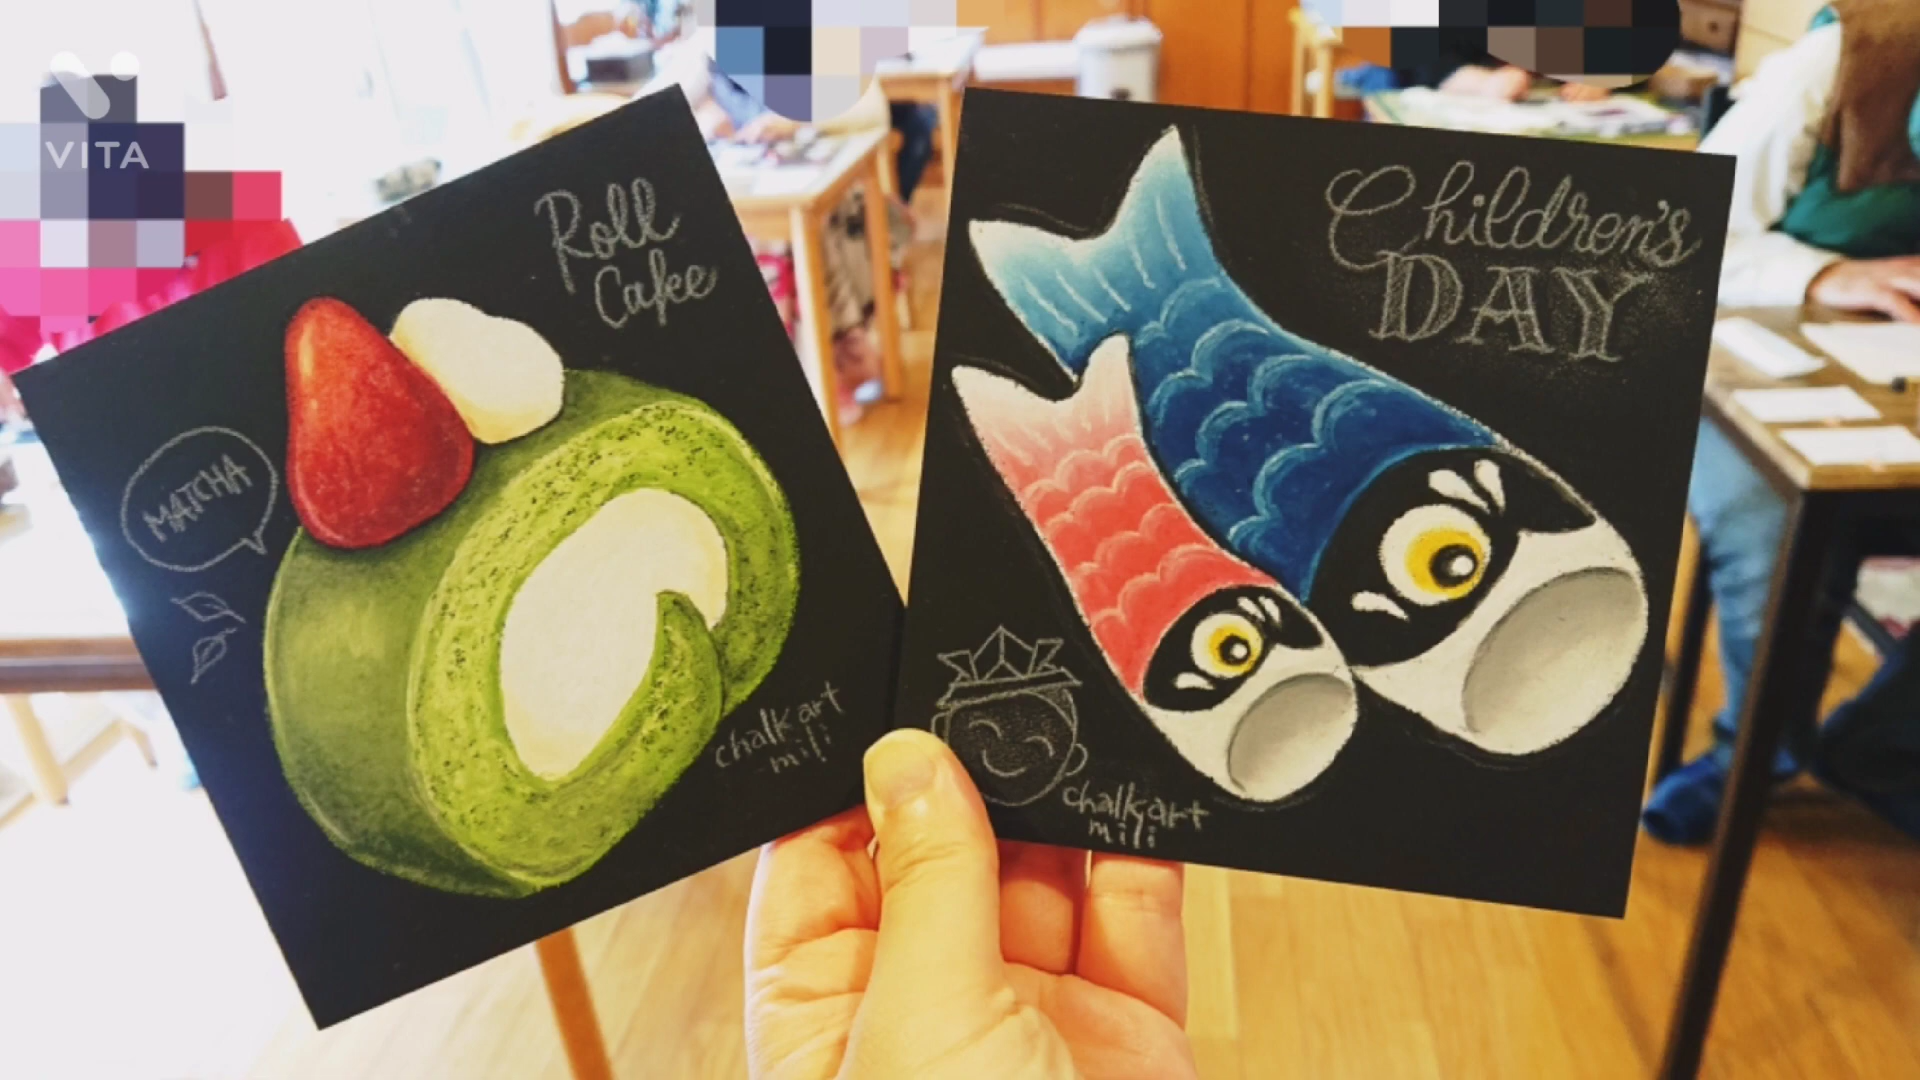 VITA
Roll
Cake
MATCHA
chalkart
mili
Children's
DAY
chalkart
mili